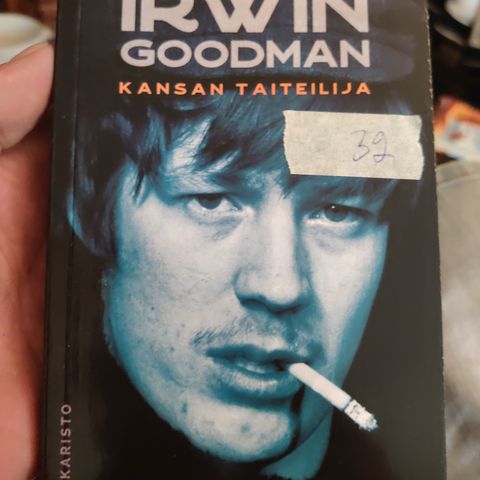 IRWIN
GOODMAN
KANSAN TAITEILIJA
32
KARISTO